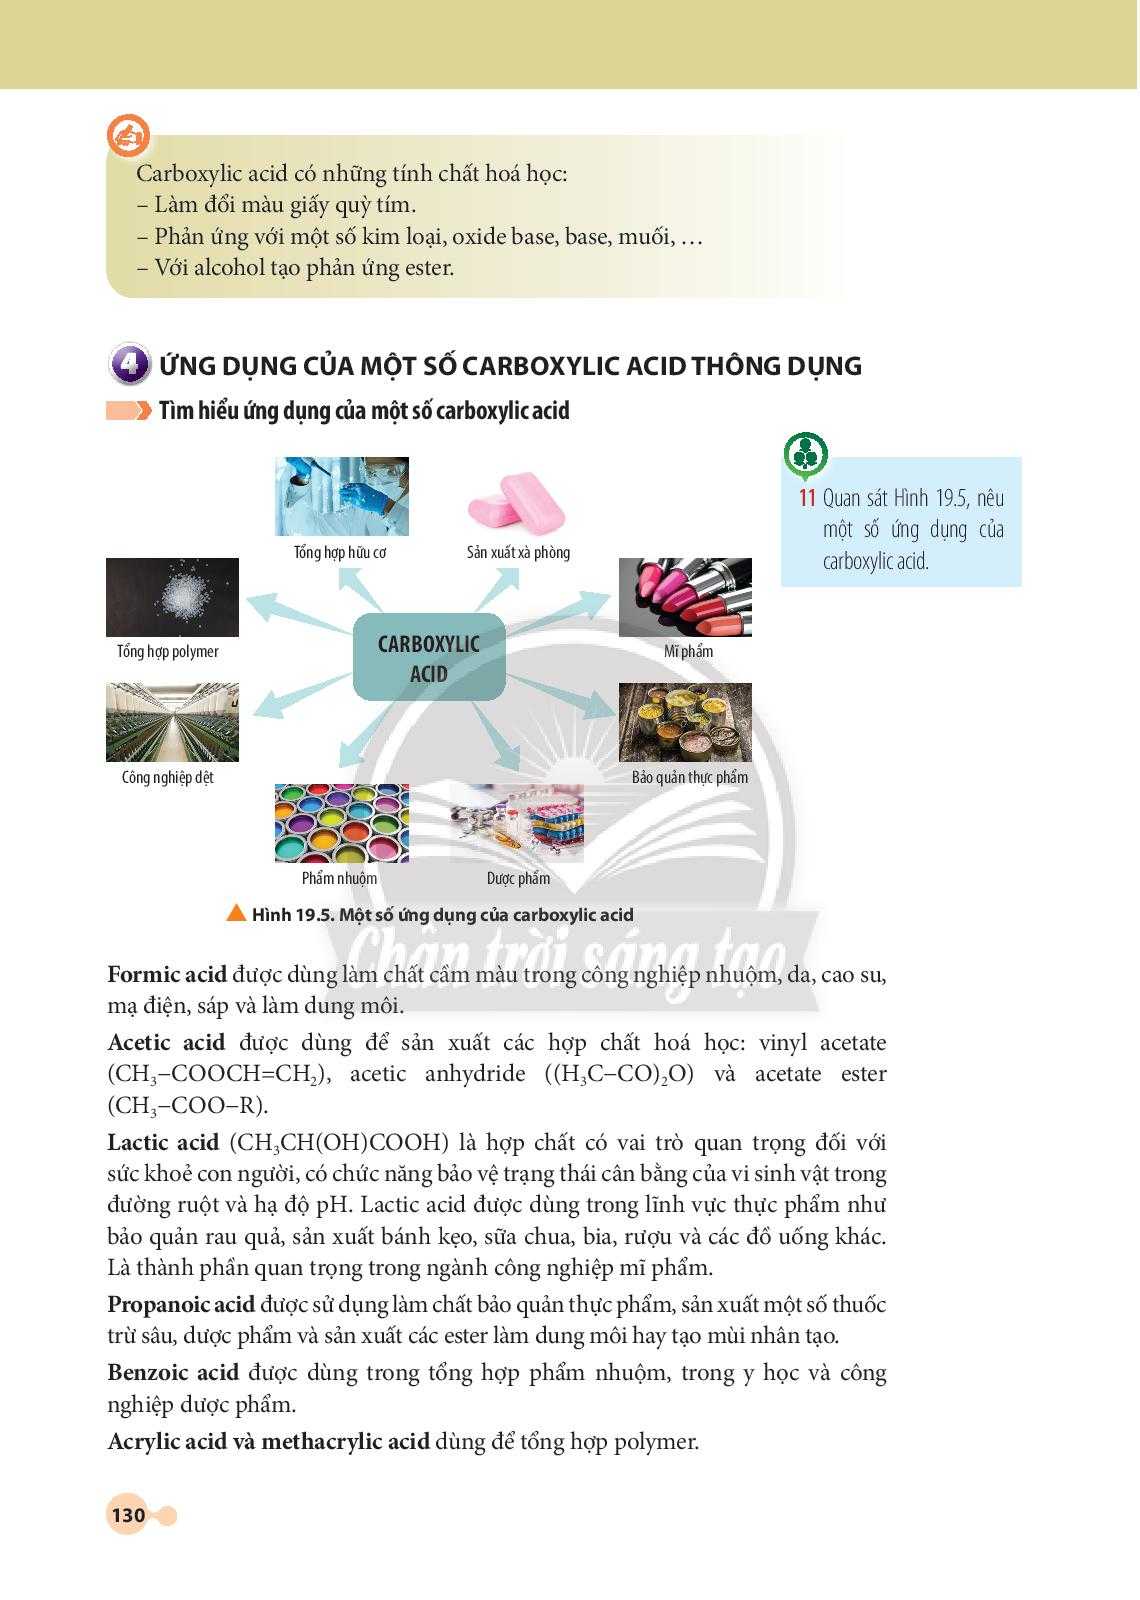 Carboxylic acid có những tính chất hoá học:
– Làm đổi màu giấy quỳ tím.
– Phản ứng với một số kim loại, oxide base, base, muối, …
– Với alcohol tạo phản ứng ester.
4 ỨNG DỤNG CỦA MỘT SỐ CARBOXYLIC ACID THÔNG DỤNG
Tìm hiểu ứng dụng của một số carboxylic acid
Tổng hợp hữu cơ
Sản xuất xà phòng
Tổng hợp polymer
CARBOXYLIC
ACID
Mĩ phẩm
Công nghiệp dệt
Bảo quản thực phẩm
Phẩm nhuộm
Dược phẩm
Hình 19.5. Một số ứng dụng của carboxylic acid
11 Quan sát Hình 19.5, nêu
một số ứng dụng của
carboxylic acid.
Chân trời sáng tạo
Formic acid được dùng làm chất cầm màu trong công nghiệp nhuộm, da, cao su,
mạ điện, sáp và làm dung môi.
Acetic acid được dùng để sản xuất các hợp chất hoá học: vinyl acetate
(CH₃−COOCH=CH₂), acetic anhydride ((H₃C−CO)₂O) và acetate ester
(CH₃−COO−R).
Lactic acid (CH₃CH(OH)COOH) là hợp chất có vai trò quan trọng đối với
sức khoẻ con người, có chức năng bảo vệ trạng thái cân bằng của vi sinh vật trong
đường ruột và hạ độ pH. Lactic acid được dùng trong lĩnh vực thực phẩm như
bảo quản rau quả, sản xuất bánh kẹo, sữa chua, bia, rượu và các đồ uống khác.
Là thành phần quan trọng trong ngành công nghiệp mĩ phẩm.
Propanoic acid được sử dụng làm chất bảo quản thực phẩm, sản xuất một số thuốc
trừ sâu, dược phẩm và sản xuất các ester làm dung môi hay tạo mùi nhân tạo.
Benzoic acid được dùng trong tổng hợp phẩm nhuộm, trong y học và công
nghiệp dược phẩm.
Acrylic acid và methacrylic acid dùng để tổng hợp polymer.
130